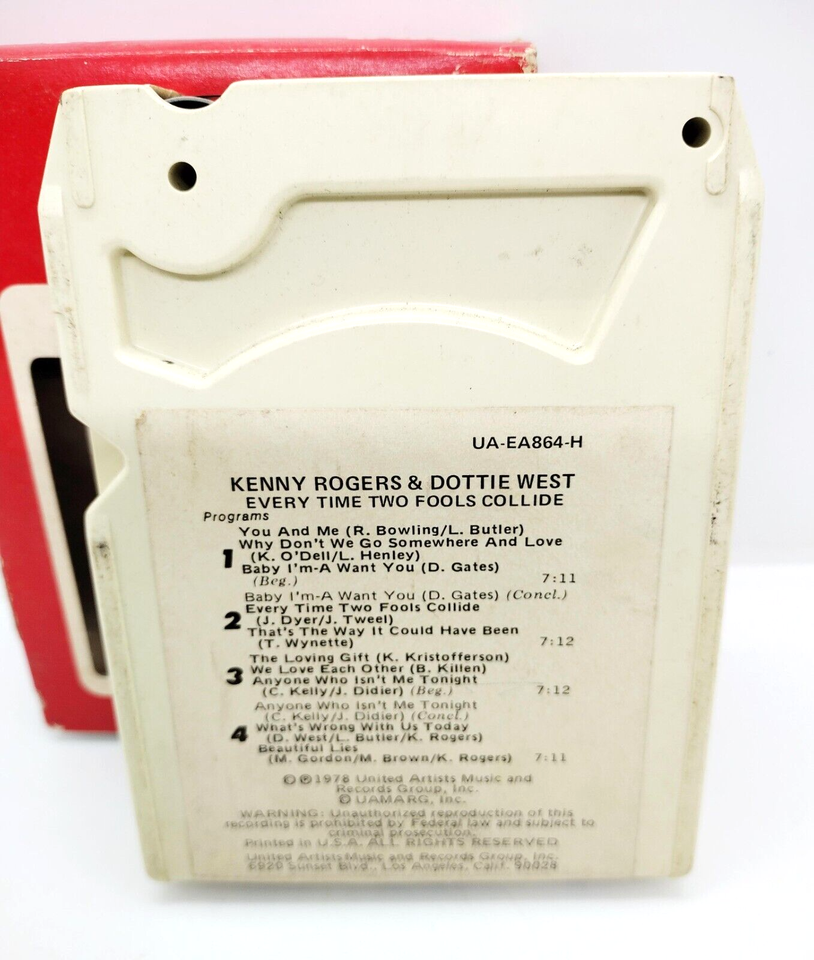 UA-EA864-H
KENNY ROGERS & DOTTIE WEST
EVERY TIME TWO FOOLS COLLIDE
Programs
1
You And Me (R. Bowling/L. Butler)
Why Don't We Go Somewhere And Love
(K. O'Dell/L. Henley)
Baby I'm-A Want You (D. Gates)
(Beg.) 7:11
2
Baby I'm-A Want You (D. Gates) (Concl.)
Every Time Two Fools Collide
(J. Dyer/J. Tweel)
That's The Way It Could Have Been
(T. Wynette) 7:12
3
The Loving Gift (K. Kristofferson)
We Love Each Other (B. Killen)
Anyone Who Isn't Me Tonight
(C. Kelly/J. Didier) (Beg.) 7:12
4
Anyone Who Isn't Me Tonight
(C. Kelly/J. Didier) (Concl.)
What's Wrong With Us Today
(D. West/L. Butler/K. Rogers)
Beautiful Lies
(M. Gordon/M. Brown/K. Rogers) 7:11
©℗1978 United Artists Music and
Records Group, Inc.
© UAMARG, Inc.
WARNING: Unauthorized reproduction of this
recording is prohibited by Federal law and subject to
criminal prosecution.
Printed in U.S.A. ALL RIGHTS RESERVED
United Artists Music and Records Group, Inc.
6920 Sunset Blvd., Los Angeles, Calif. 90028